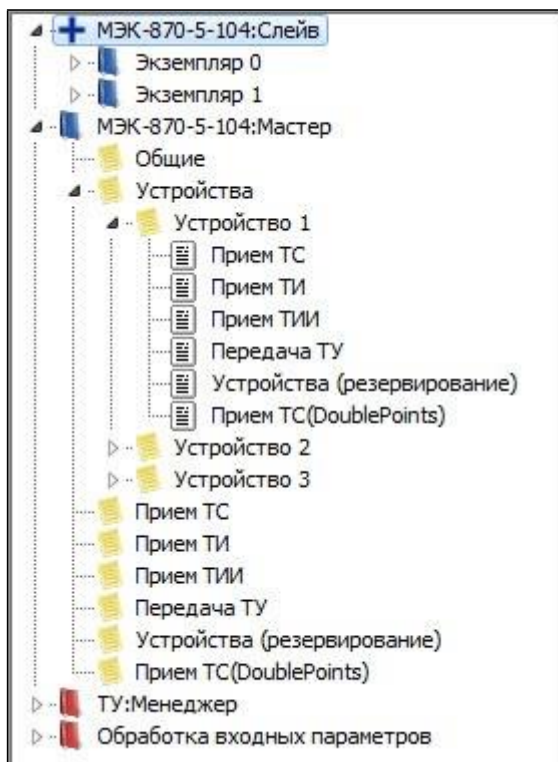 МЭК-870-5-104:Слейв
Экземпляр 0
Экземпляр 1
МЭК-870-5-104:Мастер
Общие
Устройства
Устройство 1
Прием ТС
Прием ТИ
Прием ТИИ
Передача ТУ
Устройства (резервирование)
Прием ТС(DoublePoints)
Устройство 2
Устройство 3
Прием ТС
Прием ТИ
Прием ТИИ
Передача ТУ
Устройства (резервирование)
Прием ТС(DoublePoints)
ТУ:Менеджер
Обработка входных параметров